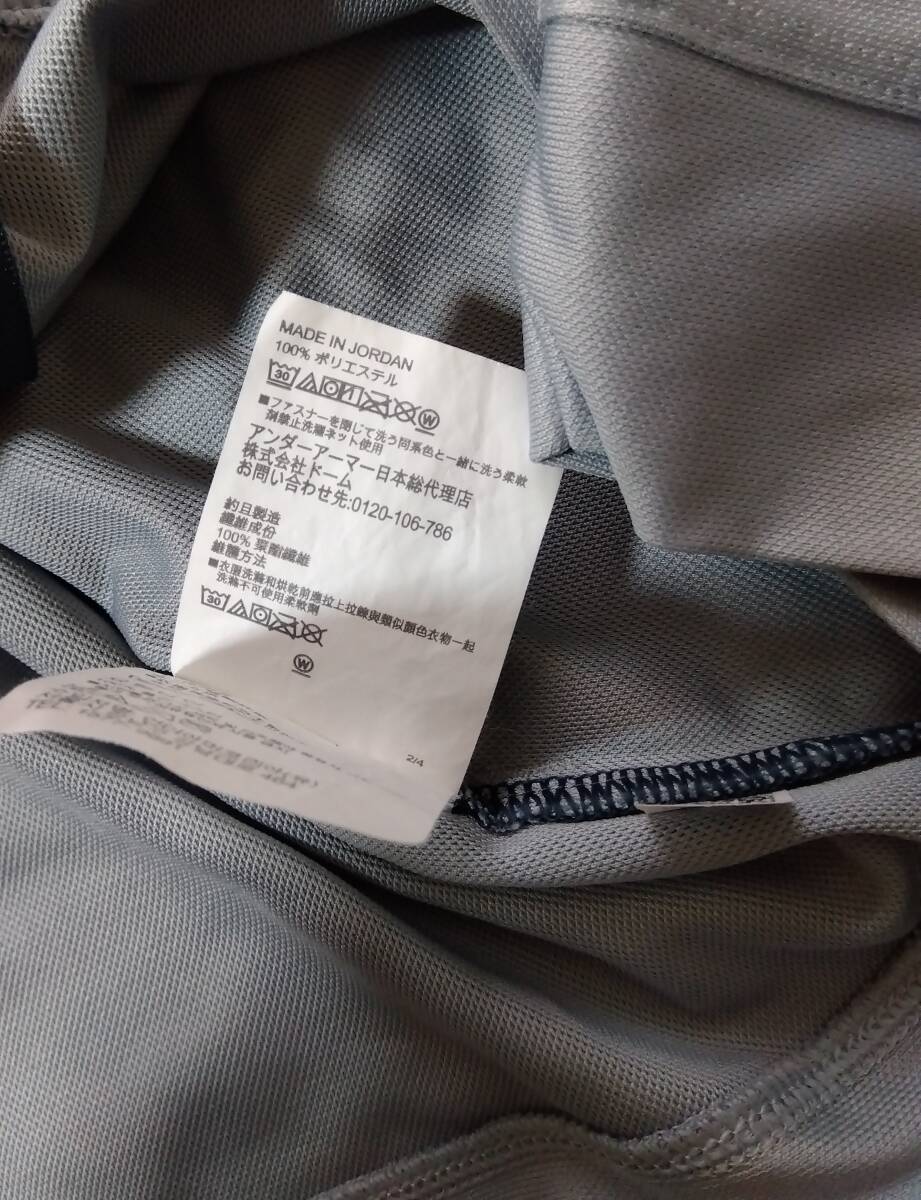 MADE IN JORDAN
100% ポリエステル
30 W
■ファスナーを閉じて洗う同系色と一緒に洗う柔軟
剤禁止洗濯ネット使用
アンダーアーマー日本総代理店
株式会社ドーム
お問い合わせ先:0120-106-786
約旦製造
纖維成份
100% 聚酯纖維
維護方法
■衣服洗滌和烘乾前應拉上拉鍊與類似顏色衣物一起
洗滌不可使用柔軟劑
30
W
2/4